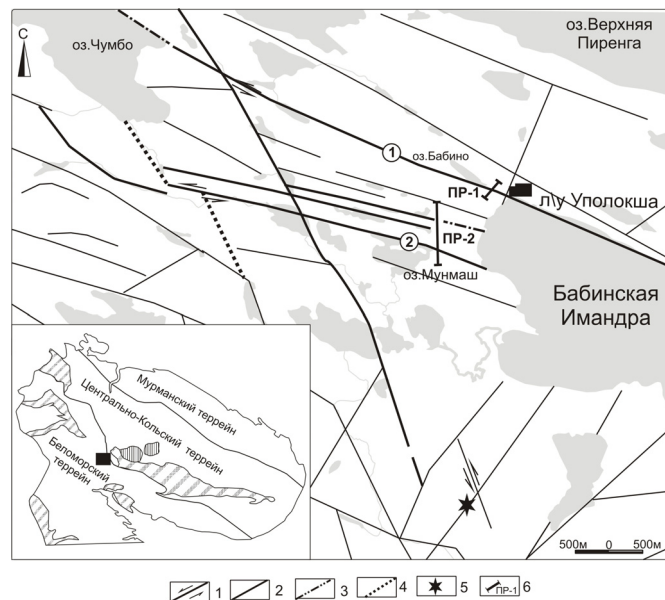 оз.Верхняя
Пиренга
С
оз.Чумбо
1
оз.Бабино
ПР-1
л\у Уполокша
ПР-2
2
оз.Мунмаш
Бабинская
Имандра
Мурманский террейн
Центрально-Кольский террейн
Беломорский
террейн
500м 0 500м
1 2 3 4 5 ПР-1 6